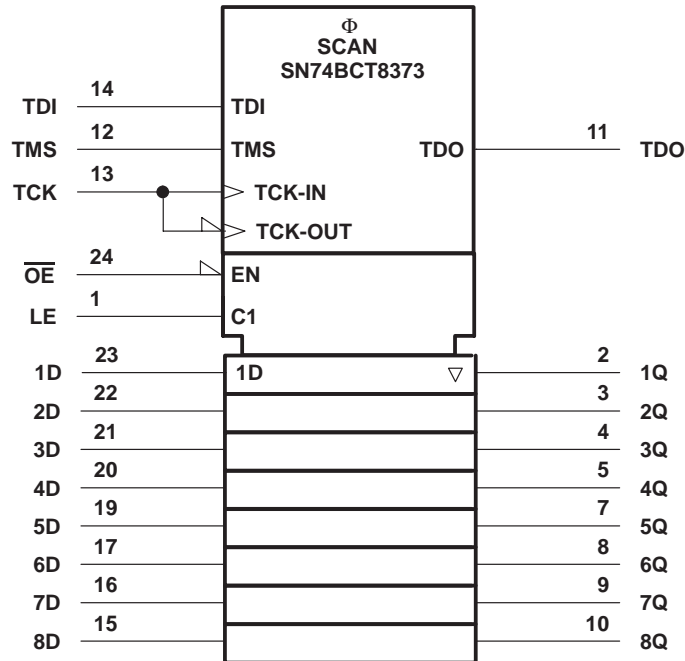 Φ
SCAN
SN74BCT8373
TDI 14 TDI
TMS 12 TMS TDO 11 TDO
TCK 13 TCK-IN
TCK-OUT
OE 24 EN
LE 1 C1
1D 23 1D 2 1Q
2D 22 3 2Q
3D 21 4 3Q
4D 20 5 4Q
5D 19 7 5Q
6D 17 8 6Q
7D 16 9 7Q
8D 15 10 8Q